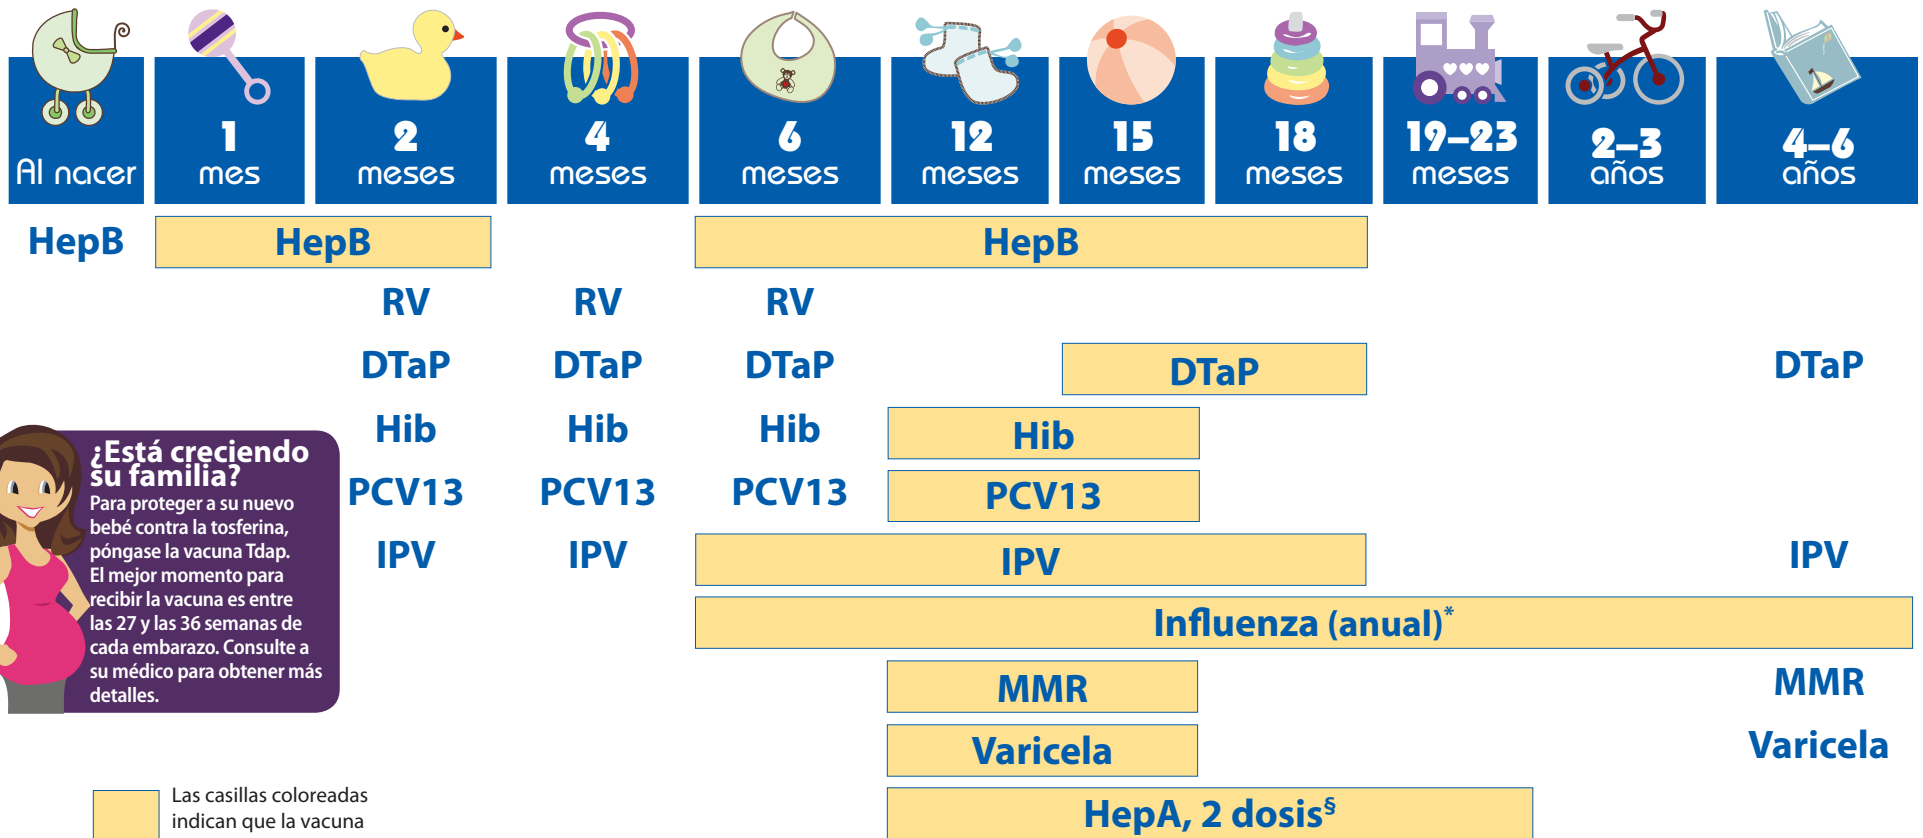 Al nacer
1
mes
2
meses
4
meses
6
meses
12
meses
15
meses
18
meses
19–23
meses
2–3
años
4–6
años
HepB HepB HepB
RV RV RV
DTaP DTaP DTaP DTaP DTaP
Hib Hib Hib Hib
PCV13 PCV13 PCV13 PCV13
IPV IPV IPV IPV
Influenza (anual)*
MMR MMR
Varicela Varicela
HepA, 2 dosis§
¿Está creciendo
su familia?
Para proteger a su nuevo
bebé contra la tosferina,
póngase la vacuna Tdap.
El mejor momento para
recibir la vacuna es entre
las 27 y las 36 semanas de
cada embarazo. Consulte a
su médico para obtener más
detalles.
Las casillas coloreadas
indican que la vacuna